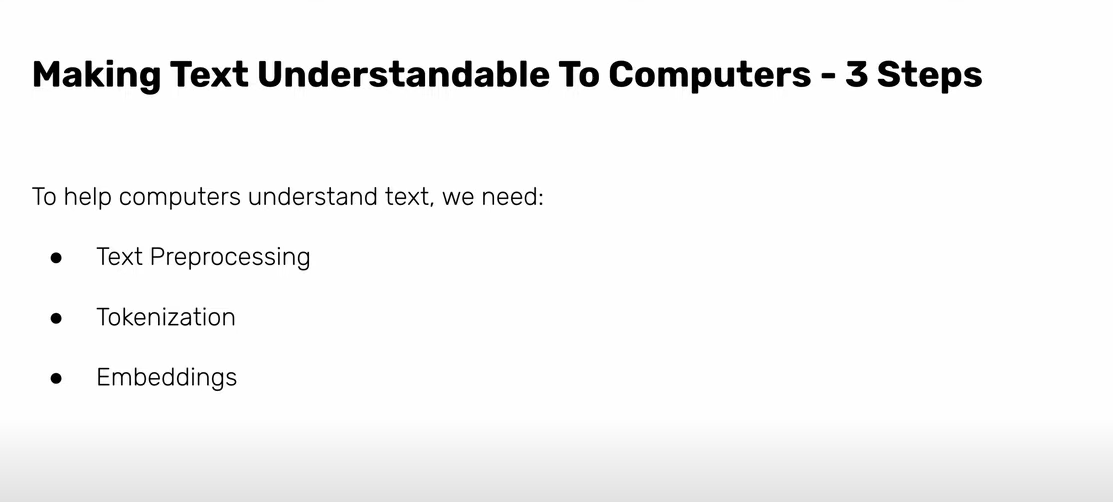 Making Text Understandable To Computers - 3 Steps
To help computers understand text, we need:
● Text Preprocessing
● Tokenization
● Embeddings